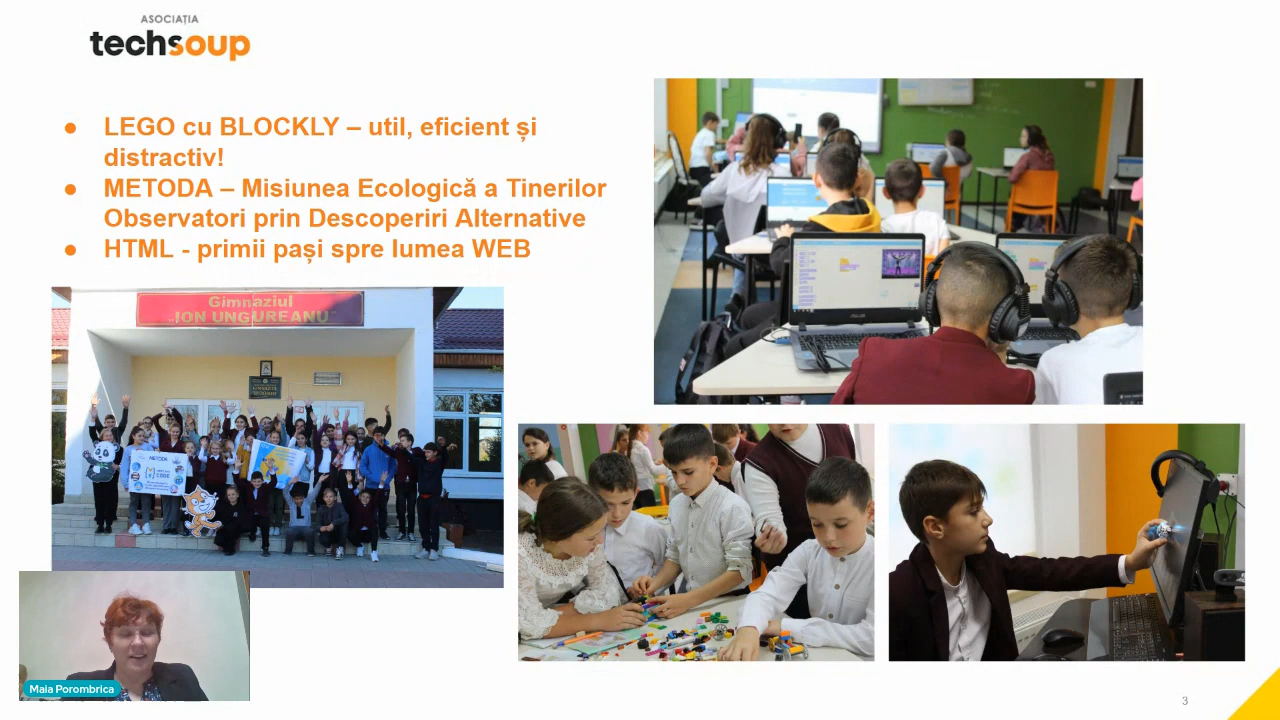 ASOCIAȚIA
techsoup
● LEGO cu BLOCKLY – util, eficient și
distractiv!
● METODA – Misiunea Ecologică a Tinerilor
Observatori prin Descoperiri Alternative
● HTML - primii pași spre lumea WEB
Gimnaziul
„ION UNGUREANU”
METODA
CODE
Maia Porombrica
3